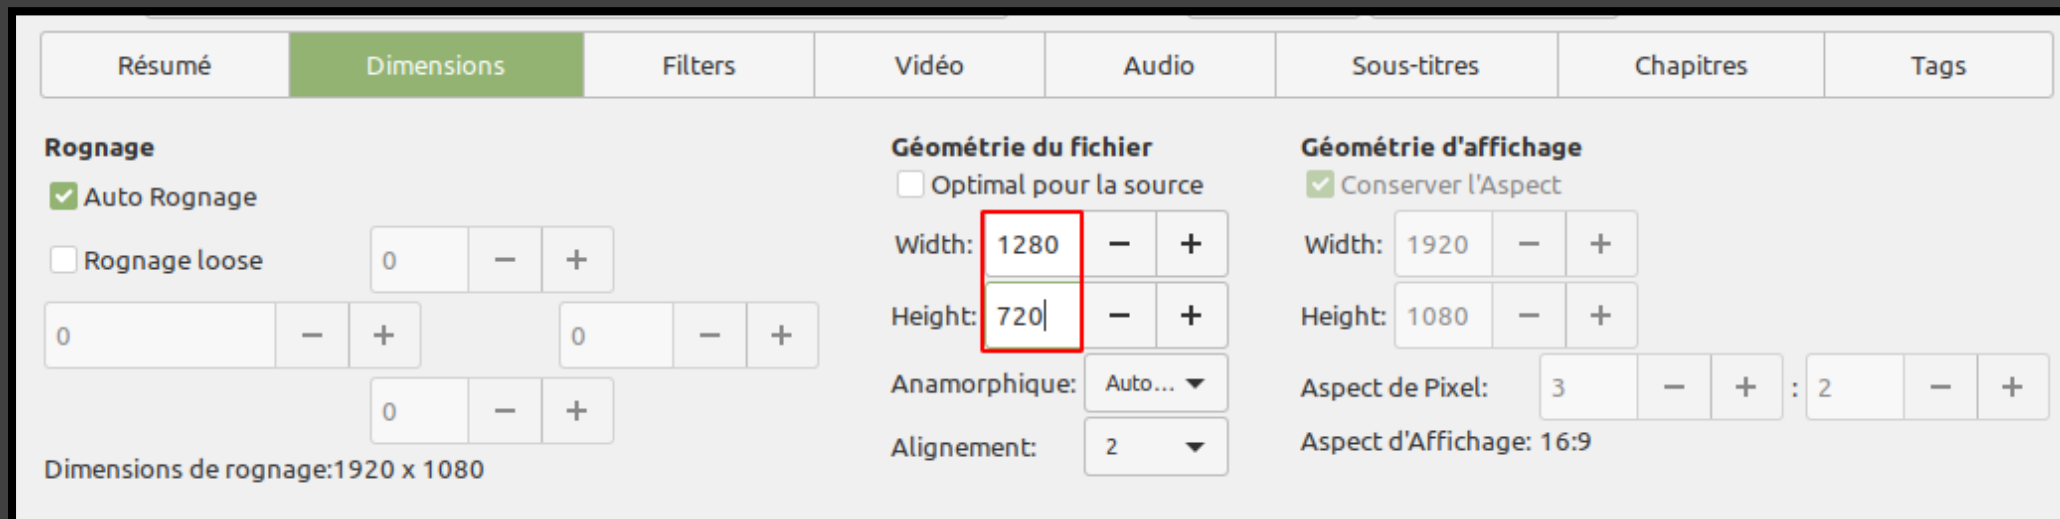 Résumé Dimensions Filters Vidéo Audio Sous-titres Chapitres Tags
Rognage
Auto Rognage
Rognage loose 0 − +
0 − + 0 − +
0 − +
Dimensions de rognage:1920 x 1080
Géométrie du fichier
Optimal pour la source
Width: 1280 − +
Height: 720 − +
Anamorphique: Auto...
Alignement: 2
Géométrie d'affichage
Conserver l'Aspect
Width: 1920 − +
Height: 1080 − +
Aspect de Pixel: 3 − + : 2 − +
Aspect d'Affichage: 16:9